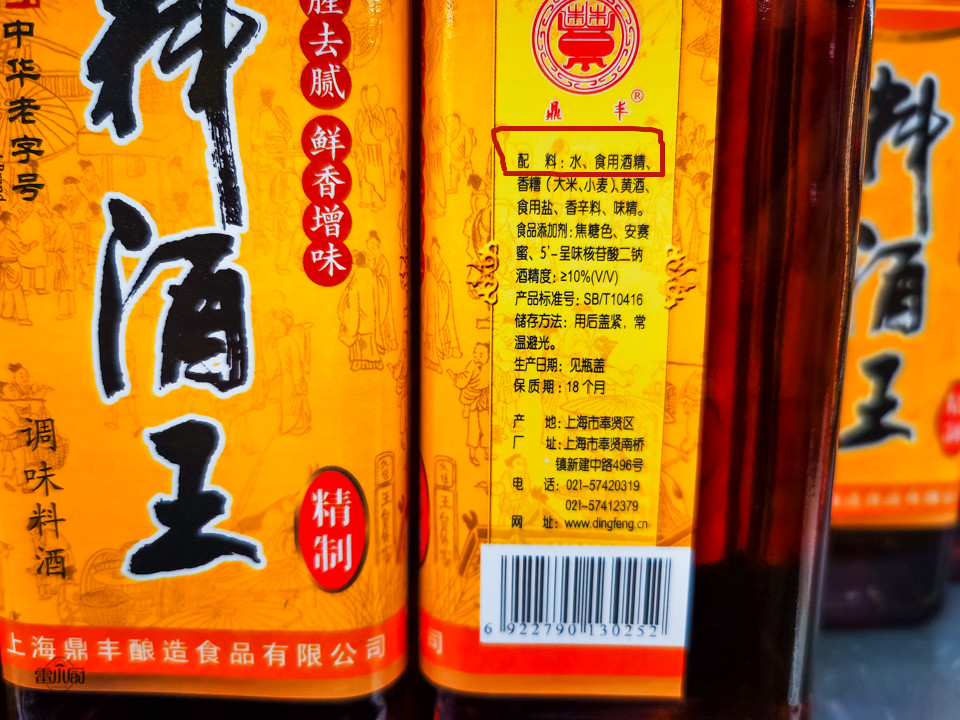 中华老字号
料酒王
腥去腻
鲜香增味
调味料酒
精制
上海鼎丰酿造食品有限公司
雷小厨
鼎丰®
配 料：水、食用酒精、
香糟（大米、小麦）、黄酒、
食用盐、香辛料、味精。
食品添加剂：焦糖色、安赛
蜜、5'-呈味核苷酸二钠
酒精度：≥10%(V/V)
产品标准号：SB/T10416
储存方法：用后盖紧，常
温避光。
生产日期：见瓶盖
保质期：18个月
产 地：上海市奉贤区
厂 址：上海市奉贤南桥
镇新建中路496号
电 话：021-57420319
021-57412379
网 址：www.dingfeng.cn
6 922790 130252
司
料酒王